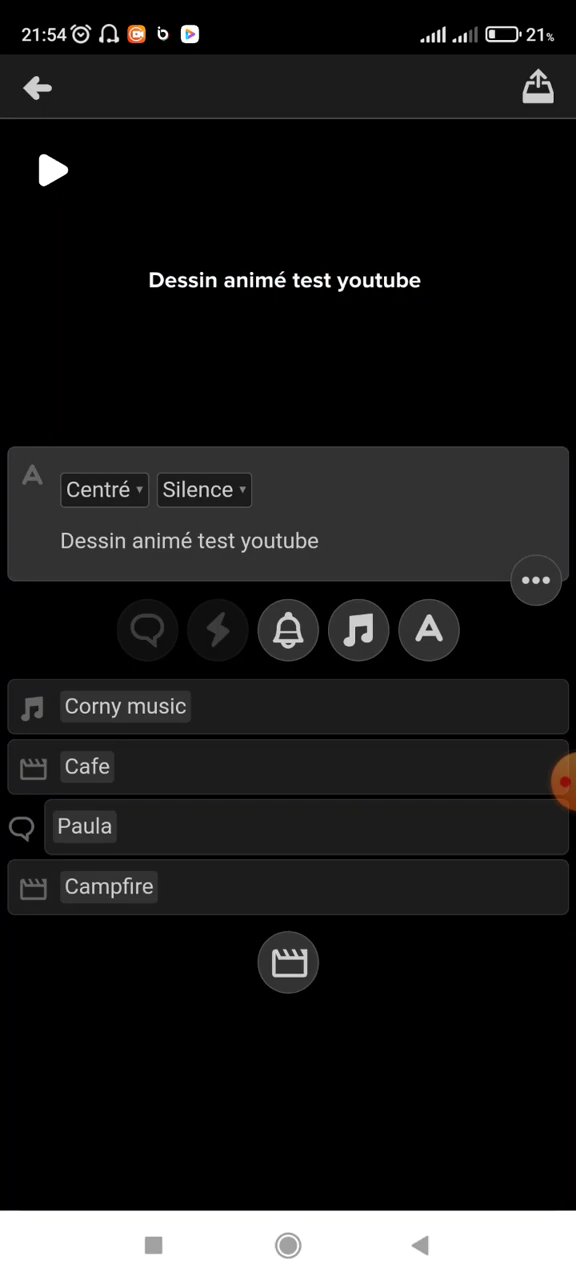 21:54
21%
Dessin animé test youtube
Centré ▾ Silence ▾
Dessin animé test youtube
Corny music
Cafe
Paula
Campfire